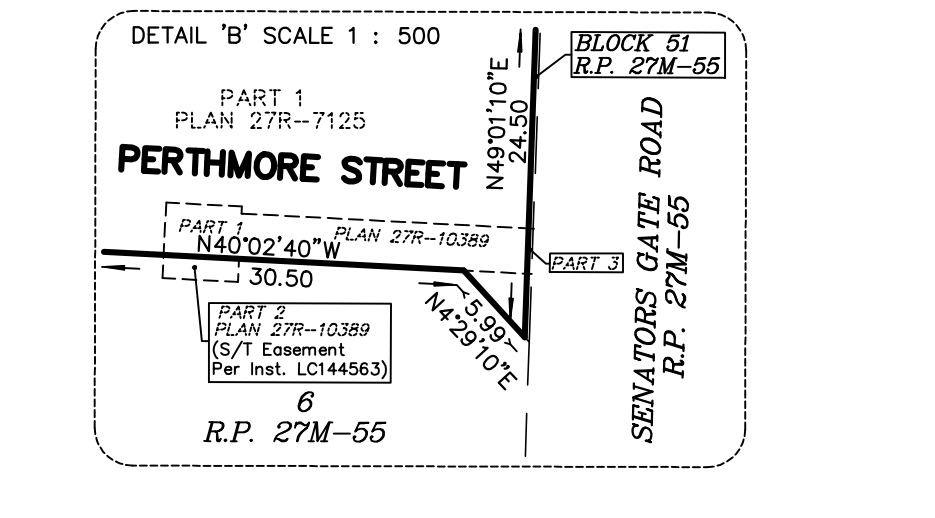 DETAIL 'B' SCALE 1 : 500
BLOCK 51
R.P. 27M-55
PART 1
PLAN 27R--7125
PERTHMORE STREET
N49°01'10"E
24.50
SENATORS GATE ROAD
R.P. 27M-55
PART 1
PLAN 27R--10389
N40°02'40"W
30.50
PART 3
5.99
N4°29'10"E
PART 2
PLAN 27R--10389
(S/T Easement
Per Inst. LC144563)
6
R.P. 27M-55